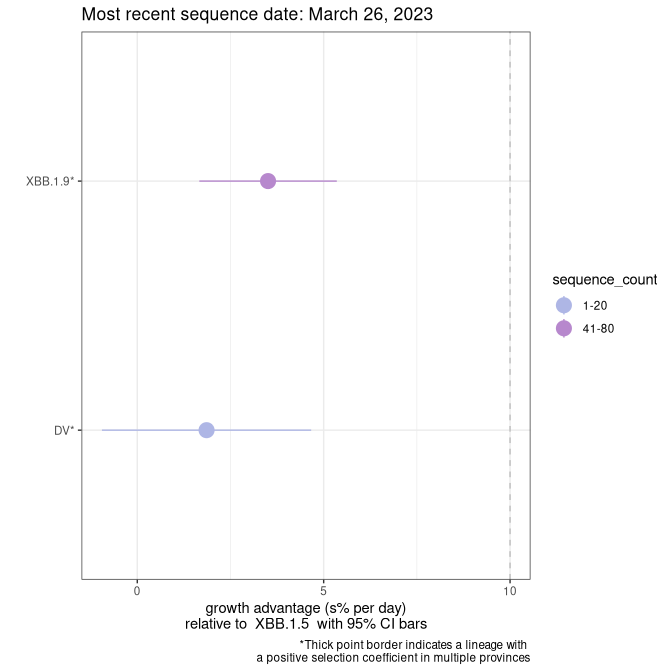 Most recent sequence date: March 26, 2023
XBB.1.9*
DV*
sequence_count
1-20
41-80
0
5
10
growth advantage (s% per day)
relative to  XBB.1.5  with 95% CI bars
*Thick point border indicates a lineage with
a positive selection coefficient in multiple provinces